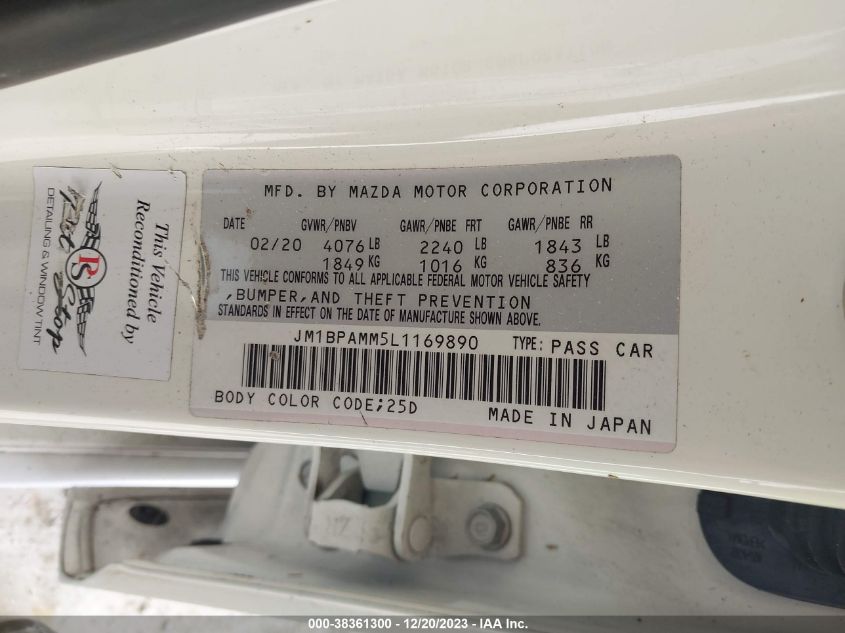 MFD. BY MAZDA MOTOR CORPORATION
DATE GVWR/PNBV GAWR/PNBE FRT GAWR/PNBE RR
02/20 4076 LB 2240 LB 1843 LB
1849 KG 1016 KG 836 KG
THIS VEHICLE CONFORMS TO ALL APPLICABLE FEDERAL MOTOR VEHICLE SAFETY
,BUMPER,AND THEFT PREVENTION
STANDARDS IN EFFECT ON THE DATE OF MANUFACTURE SHOWN ABOVE.
JM1BPAMM5L1169890 TYPE: PASS CAR
BODY COLOR CODE;25D MADE IN JAPAN
This Vehicle
Reconditioned by
Pit Stop
PS
DETAILING & WINDOW TINT
000-38361300 - 12/20/2023 - IAA Inc.